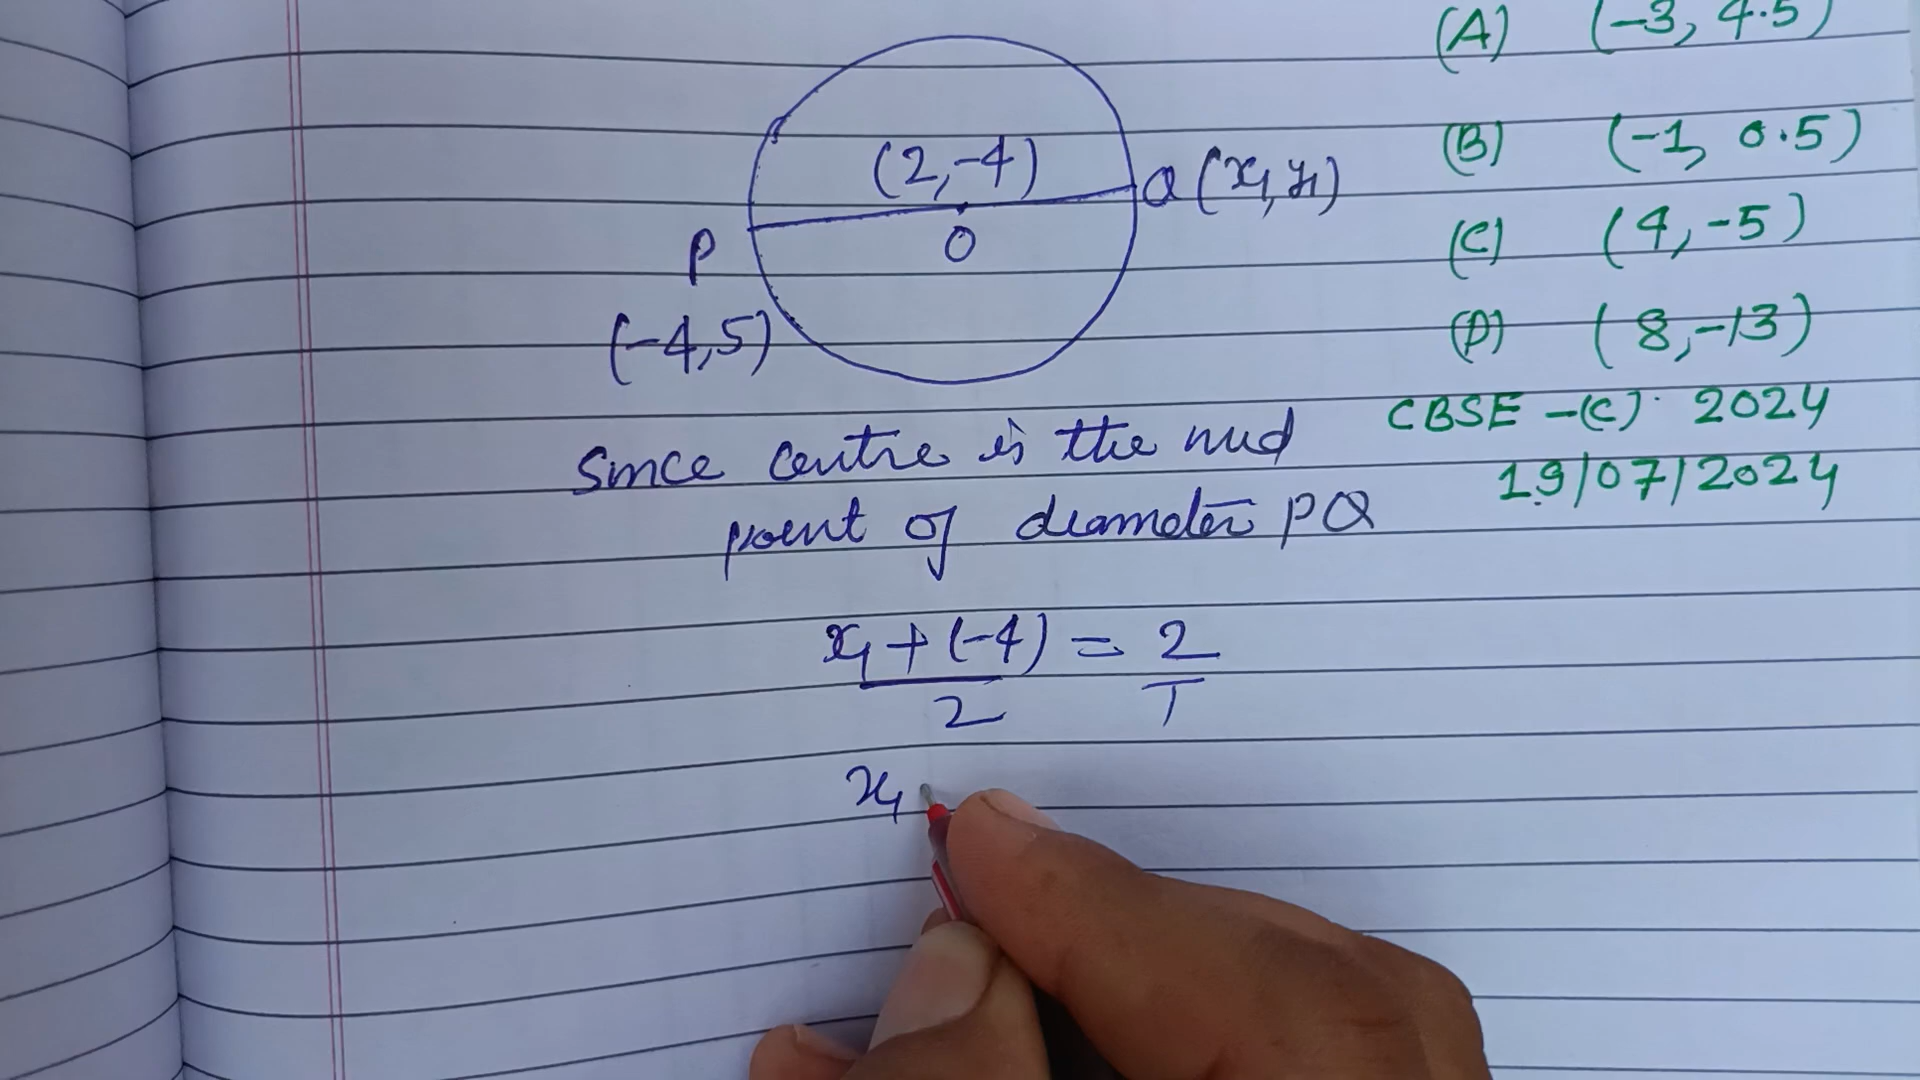 (A) (-3, 4.5)
(2,-4)
Q (x₁, y₁)
(B) (-1, 0.5)
P
O
(C) (4,-5)
(-4,5)
(D) (8,-13)
CBSE -(C). 2024
19/07/2024
Since centre is the mid
point of diameter PQ
x₁ + (-4) = 2
2 1
x₁